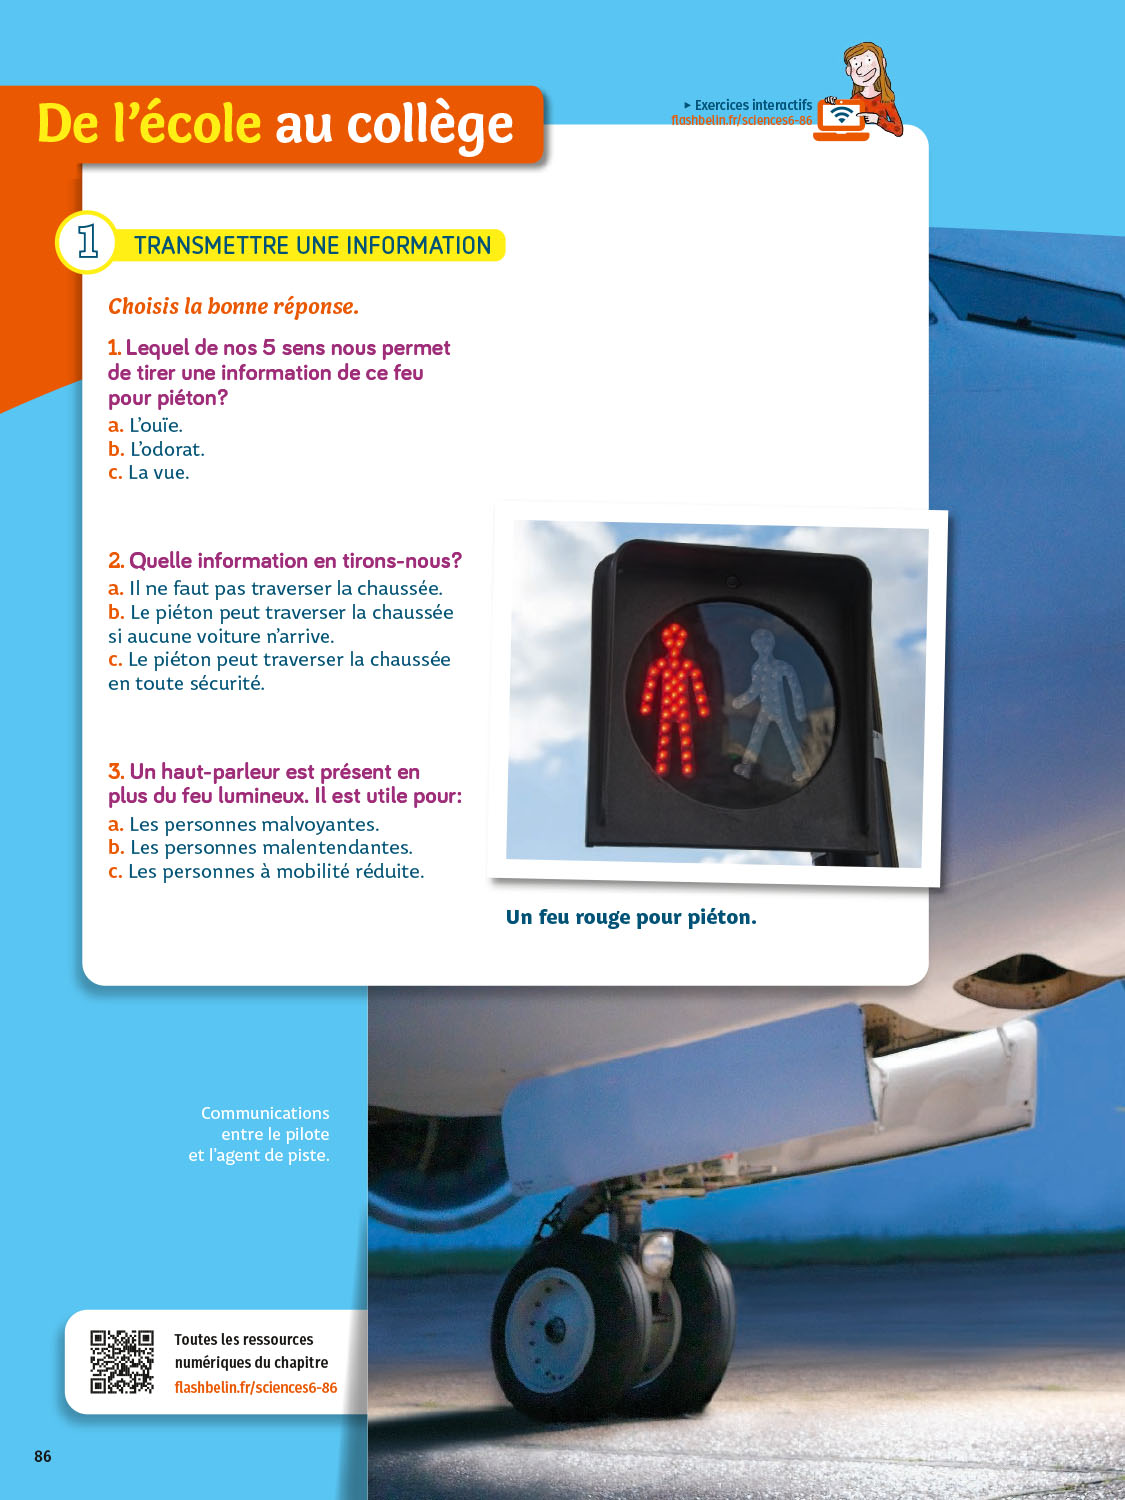 De l'école au collège
▸ Exercices interactifs
flashbelin.fr/sciences6-86
1 TRANSMETTRE UNE INFORMATION
Choisis la bonne réponse.
1. Lequel de nos 5 sens nous permet
de tirer une information de ce feu
pour piéton?
a. L'ouïe.
b. L'odorat.
c. La vue.
2. Quelle information en tirons-nous?
a. Il ne faut pas traverser la chaussée.
b. Le piéton peut traverser la chaussée
si aucune voiture n'arrive.
c. Le piéton peut traverser la chaussée
en toute sécurité.
3. Un haut-parleur est présent en
plus du feu lumineux. Il est utile pour:
a. Les personnes malvoyantes.
b. Les personnes malentendantes.
c. Les personnes à mobilité réduite.
Un feu rouge pour piéton.
Communications
entre le pilote
et l'agent de piste.
Toutes les ressources
numériques du chapitre
flashbelin.fr/sciences6-86
86